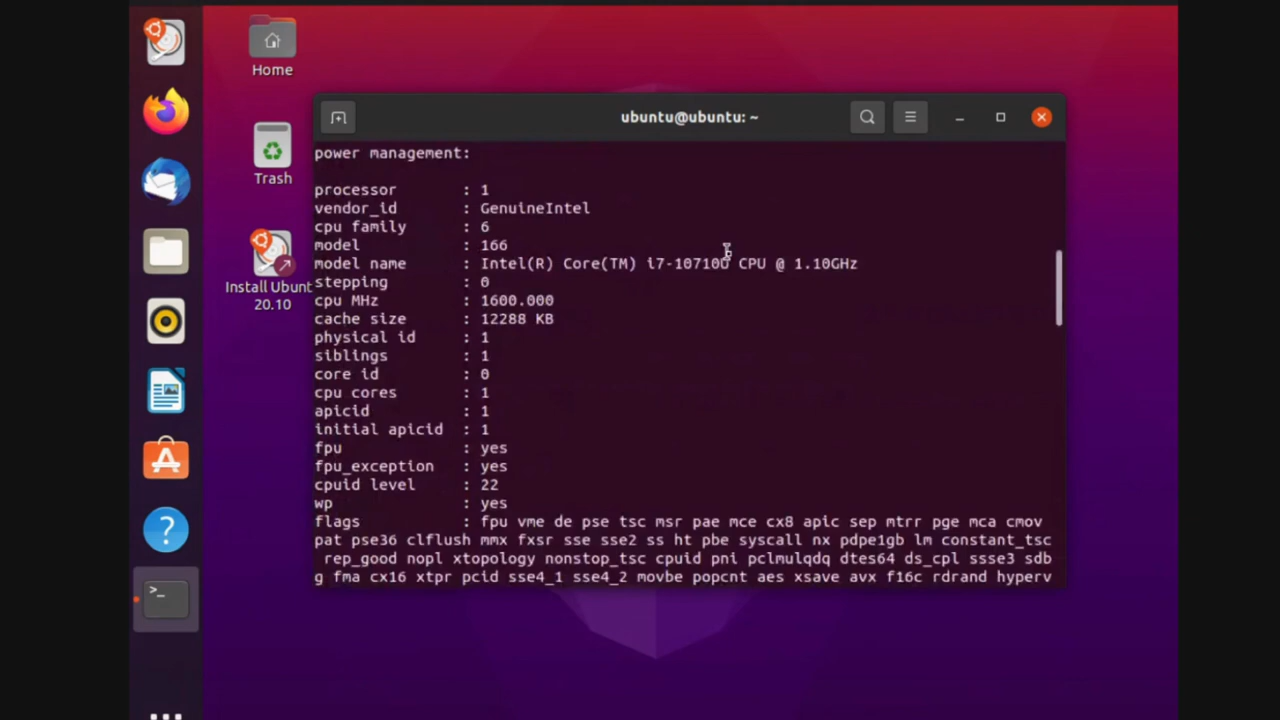 Home
Trash
Install Ubunt
20.10
ubuntu@ubuntu: ~
power management:
processor : 1
vendor_id : GenuineIntel
cpu family : 6
model : 166
model name : Intel(R) Core(TM) i7-10710U CPU @ 1.10GHz
stepping : 0
cpu MHz : 1600.000
cache size : 12288 KB
physical id : 1
siblings : 1
core id : 0
cpu cores : 1
apicid : 1
initial apicid : 1
fpu : yes
fpu_exception : yes
cpuid level : 22
wp : yes
flags : fpu vme de pse tsc msr pae mce cx8 apic sep mtrr pge mca cmov
pat pse36 clflush mmx fxsr sse sse2 ss ht pbe syscall nx pdpe1gb lm constant_tsc
rep_good nopl xtopology nonstop_tsc cpuid pni pclmulqdq dtes64 ds_cpl ssse3 sdb
g fma cx16 xtpr pcid sse4_1 sse4_2 movbe popcnt aes xsave avx f16c rdrand hyperv